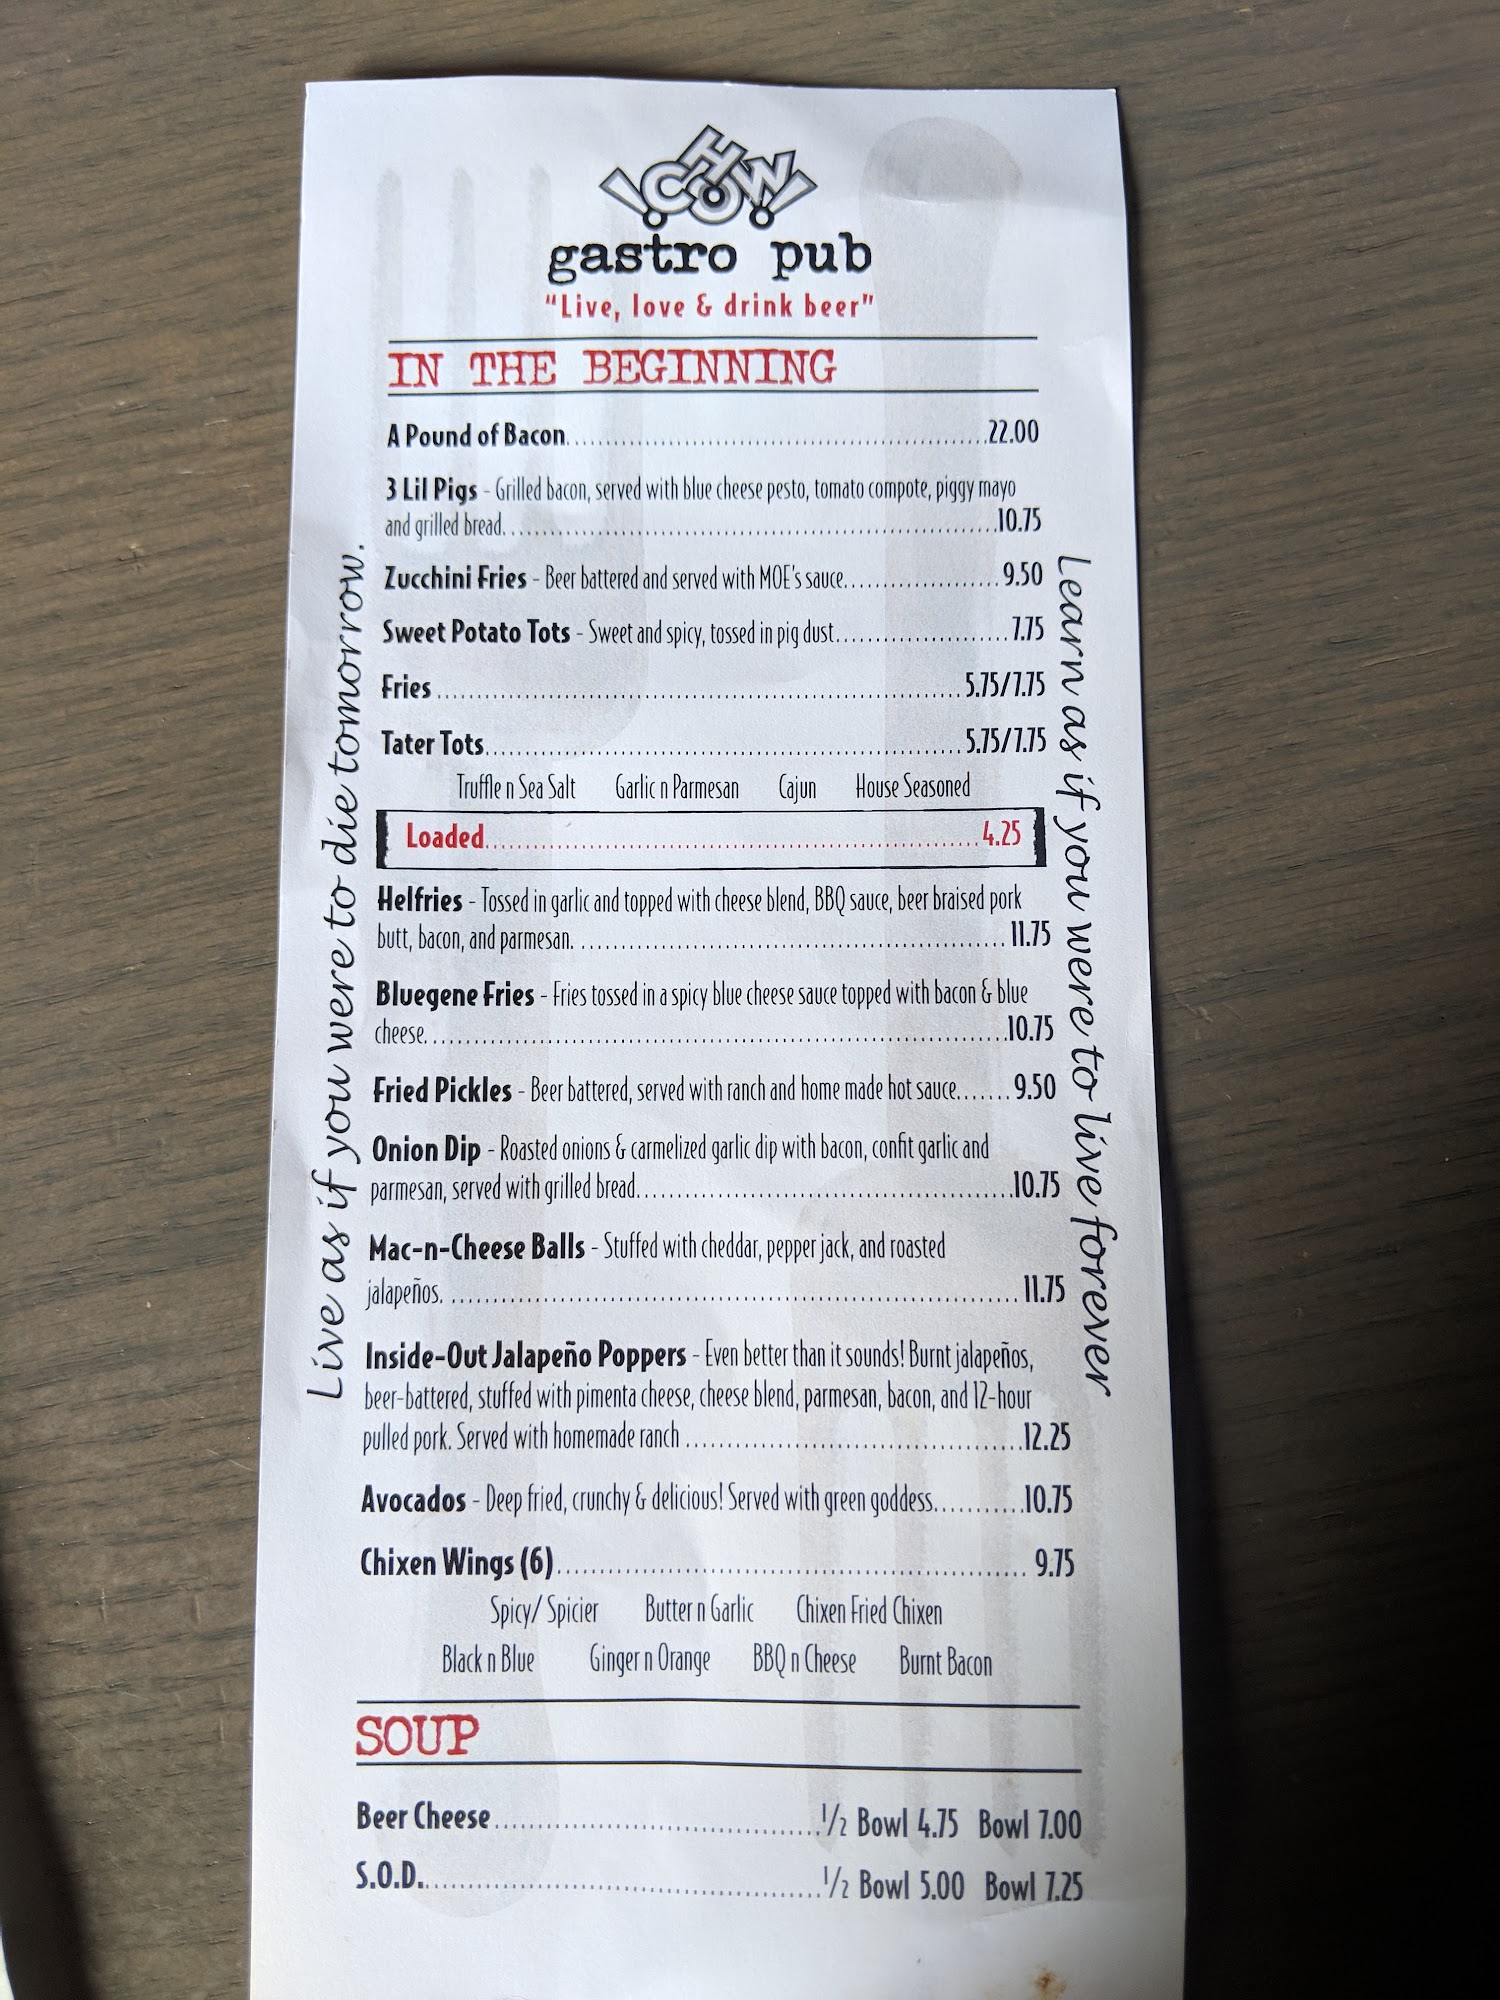 !CHOW!
gastro pub
“Live, love & drink beer”
IN THE BEGINNING
A Pound of Bacon 22.00
3 Lil Pigs - Grilled bacon, served with blue cheese pesto, tomato compote, piggy mayo
and grilled bread. 10.75
Zucchini Fries - Beer battered and served with MOE's sauce 9.50
Sweet Potato Tots - Sweet and spicy, tossed in pig dust 7.75
Fries 5.75/7.75
Tater Tots 5.75/7.75
Truffle n Sea Salt Garlic n Parmesan Cajun House Seasoned
Loaded 4.25
Helfries - Tossed in garlic and topped with cheese blend, BBQ sauce, beer braised pork
butt, bacon, and parmesan. 11.75
Bluegene Fries - Fries tossed in a spicy blue cheese sauce topped with bacon & blue
cheese. 10.75
Fried Pickles - Beer battered, served with ranch and home made hot sauce 9.50
Onion Dip - Roasted onions & carmelized garlic dip with bacon, confit garlic and
parmesan, served with grilled bread. 10.75
Mac-n-Cheese Balls - Stuffed with cheddar, pepper jack, and roasted
jalapeños. 11.75
Inside-Out Jalapeño Poppers - Even better than it sounds! Burnt jalapeños,
beer-battered, stuffed with pimenta cheese, cheese blend, parmesan, bacon, and 12-hour
pulled pork. Served with homemade ranch 12.25
Avocados - Deep fried, crunchy & delicious! Served with green goddess 10.75
Chixen Wings (6) 9.75
Spicy/ Spicier Butter n Garlic Chixen Fried Chixen
Black n Blue Ginger n Orange BBQ n Cheese Burnt Bacon
SOUP
Beer Cheese ½ Bowl 4.75 Bowl 7.00
S.O.D. ½ Bowl 5.00 Bowl 7.25
Live as if you were to die tomorrow.
Learn as if you were to live forever